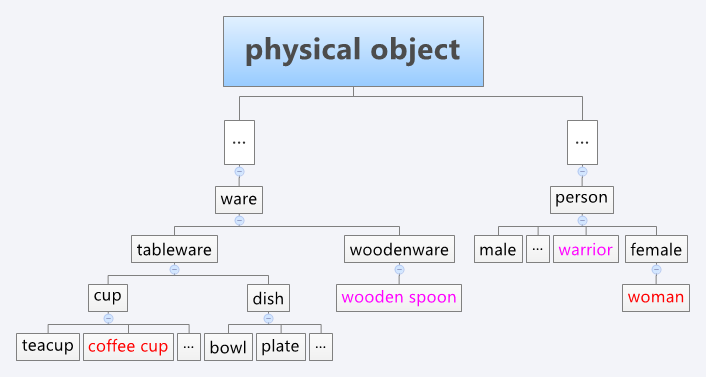 physical object
...
...
ware
person
tableware
woodenware
male
...
warrior
female
cup
dish
wooden spoon
woman
teacup
coffee cup
...
bowl
plate
...